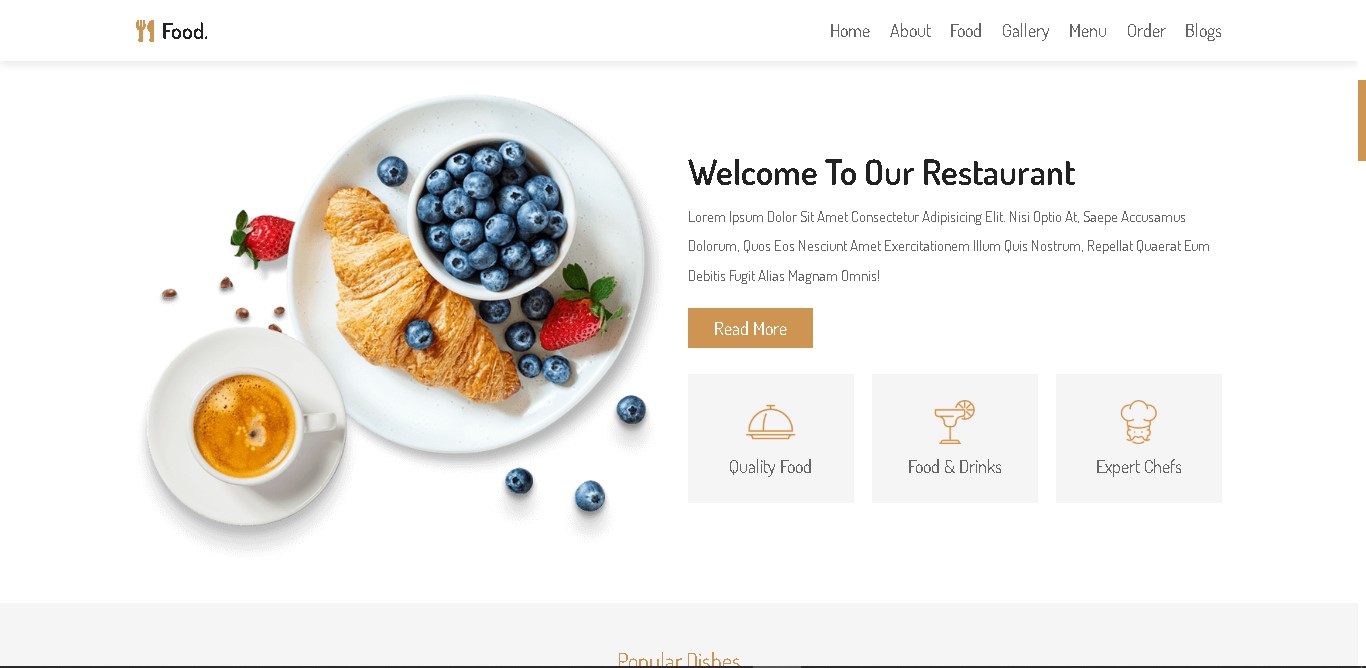 Food.
Home About Food Gallery Menu Order Blogs
Welcome To Our Restaurant
Lorem Ipsum Dolor Sit Amet Consectetur Adipisicing Elit. Nisi Optio At, Saepe Accusamus
Dolorum, Quos Eos Nesciunt Amet Exercitationem Illum Quis Nostrum, Repellat Quaerat Eum
Debitis Fugit Alias Magnam Omnis!
Read More
Quality Food Food & Drinks Expert Chefs
Popular Dishes